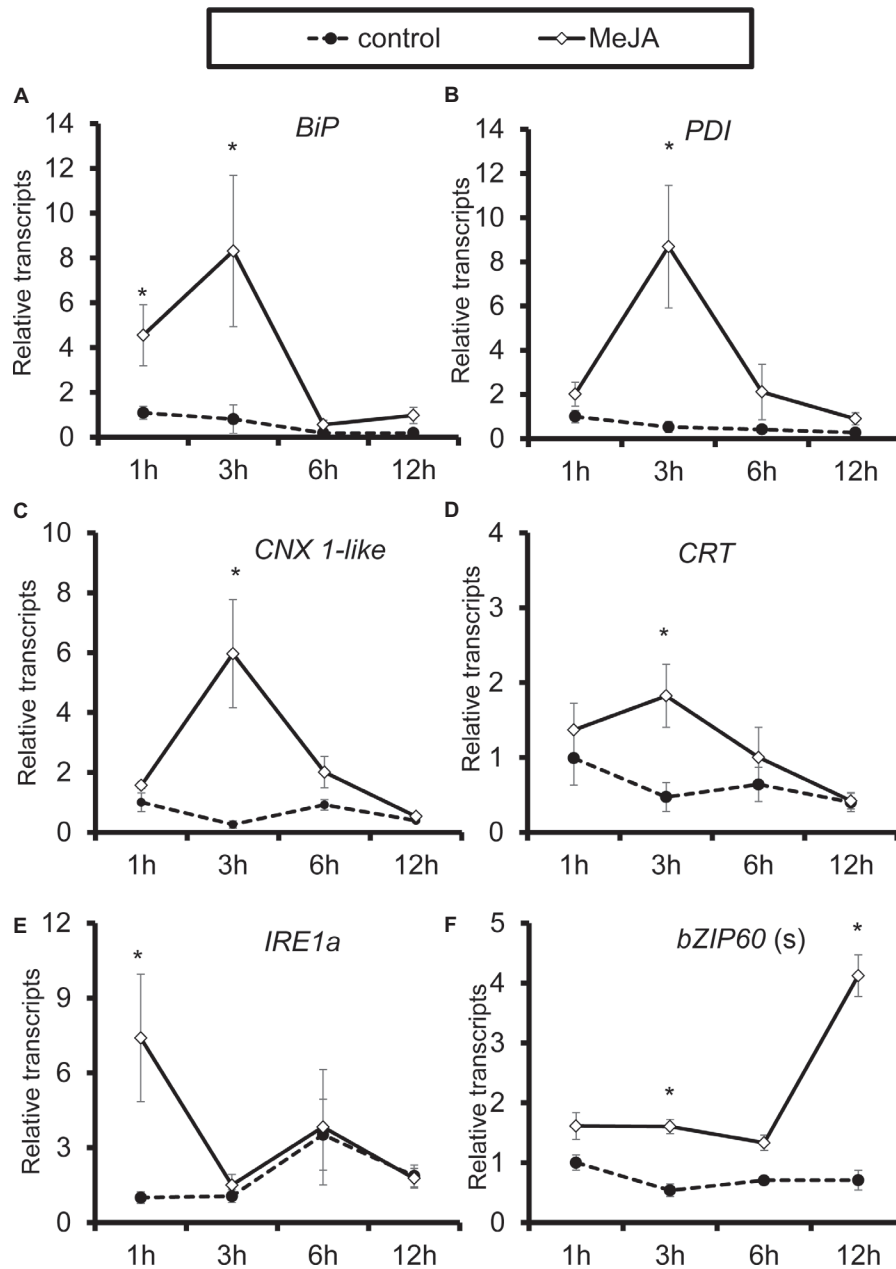 control MeJA
A
BiP
14
12
10
8
6
4
2
0
Relative transcripts
*
*
1h 3h 6h 12h
B
PDI
14
12
10
8
6
4
2
0
Relative transcripts
*
1h 3h 6h 12h
C
CNX 1-like
10
8
6
4
2
0
Relative transcripts
*
1h 3h 6h 12h
D
CRT
4
3
2
1
0
Relative transcripts
*
1h 3h 6h 12h
E
IRE1a
12
9
6
3
0
Relative transcripts
*
1h 3h 6h 12h
F
bZIP60 (s)
5
4
3
2
1
0
Relative transcripts
*
*
1h 3h 6h 12h